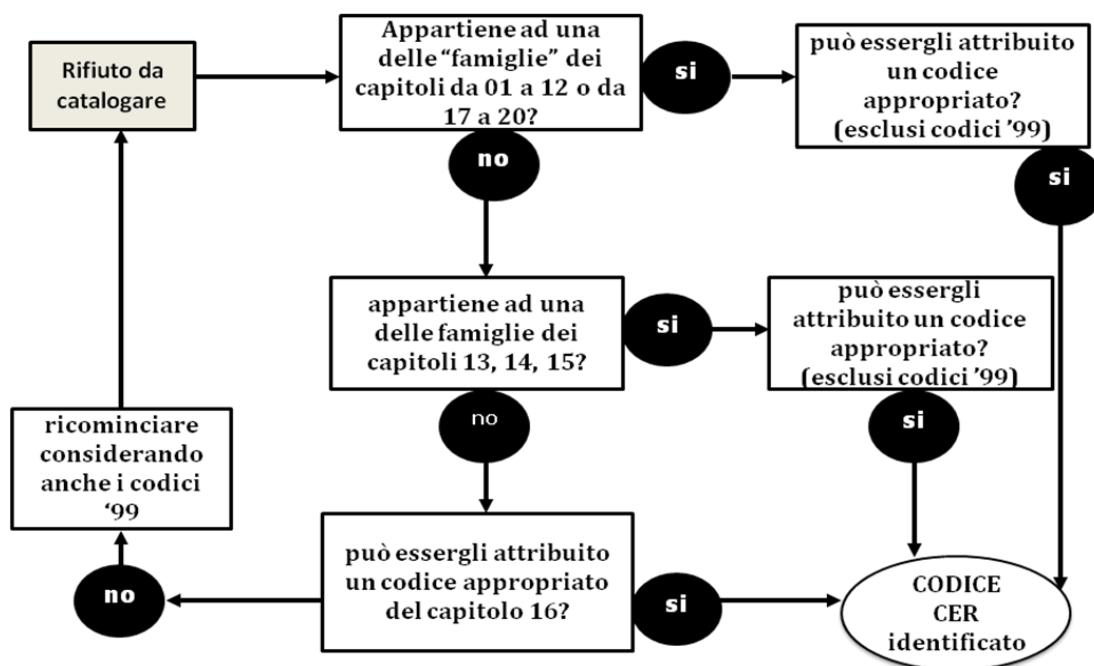 Rifiuto da
catalogare
Appartiene ad una
delle “famiglie” dei
capitoli da 01 a 12 o da
17 a 20?
si
può essergli attribuito
un codice
appropriato?
(esclusi codici ’99)
si
no
appartiene ad una
delle famiglie dei
capitoli 13, 14, 15?
si
può essergli
attribuito un codice
appropriato?
(esclusi codici ’99)
si
no
ricominciare
considerando
anche i codici
‘99
può essergli attribuito
un codice appropriato
del capitolo 16?
no
si
CODICE
CER
identificato